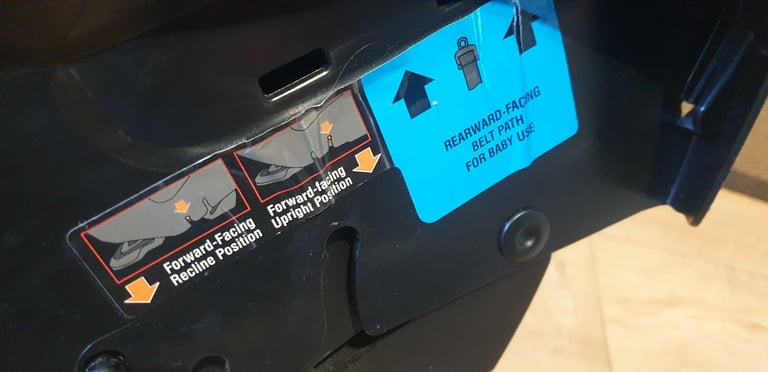 REARWARD-FACING
BELT PATH
FOR BABY USE
Forward-facing
Upright Position
Forward-Facing
Recline Position